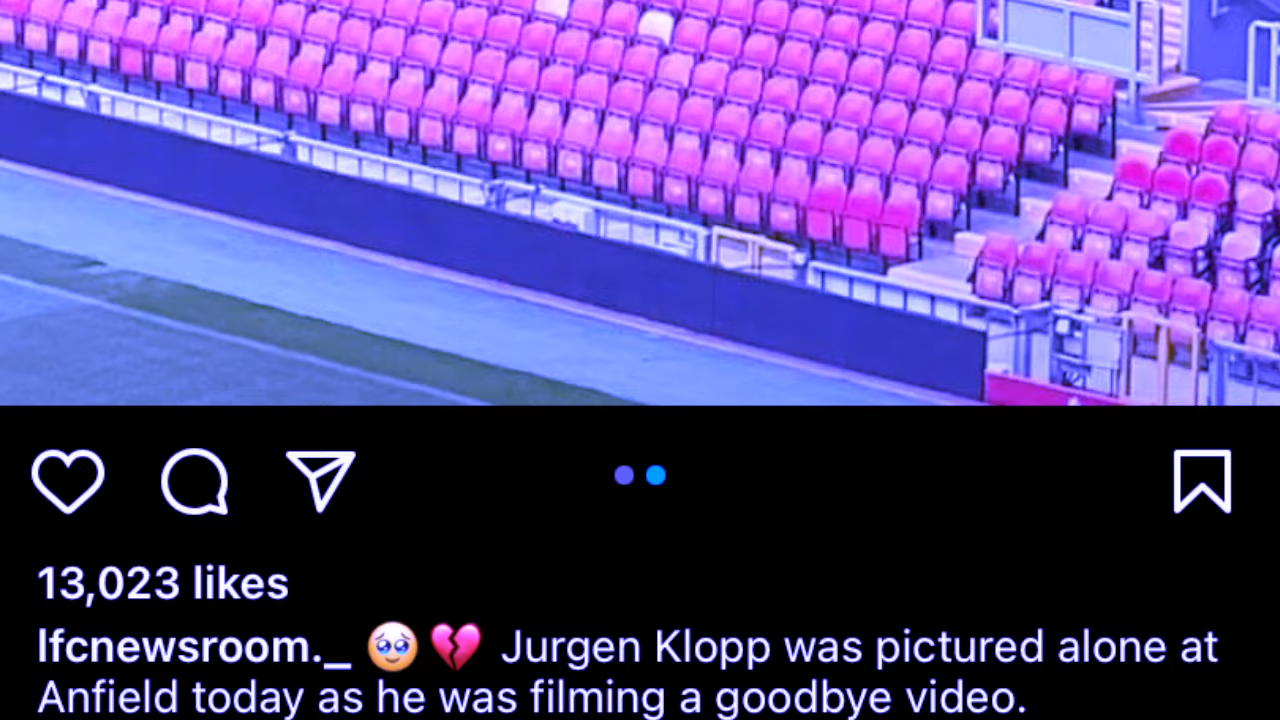 13,023 likes
lfcnewsroom._ 🥹💔 Jurgen Klopp was pictured alone at
Anfield today as he was filming a goodbye video.